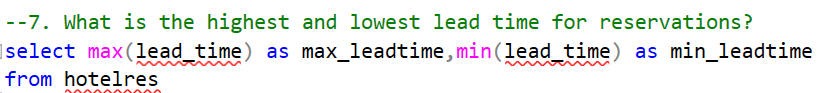 --7. What is the highest and lowest lead time for reservations?
select max(lead_time) as max_leadtime,min(lead_time) as min_leadtime
from hotelres